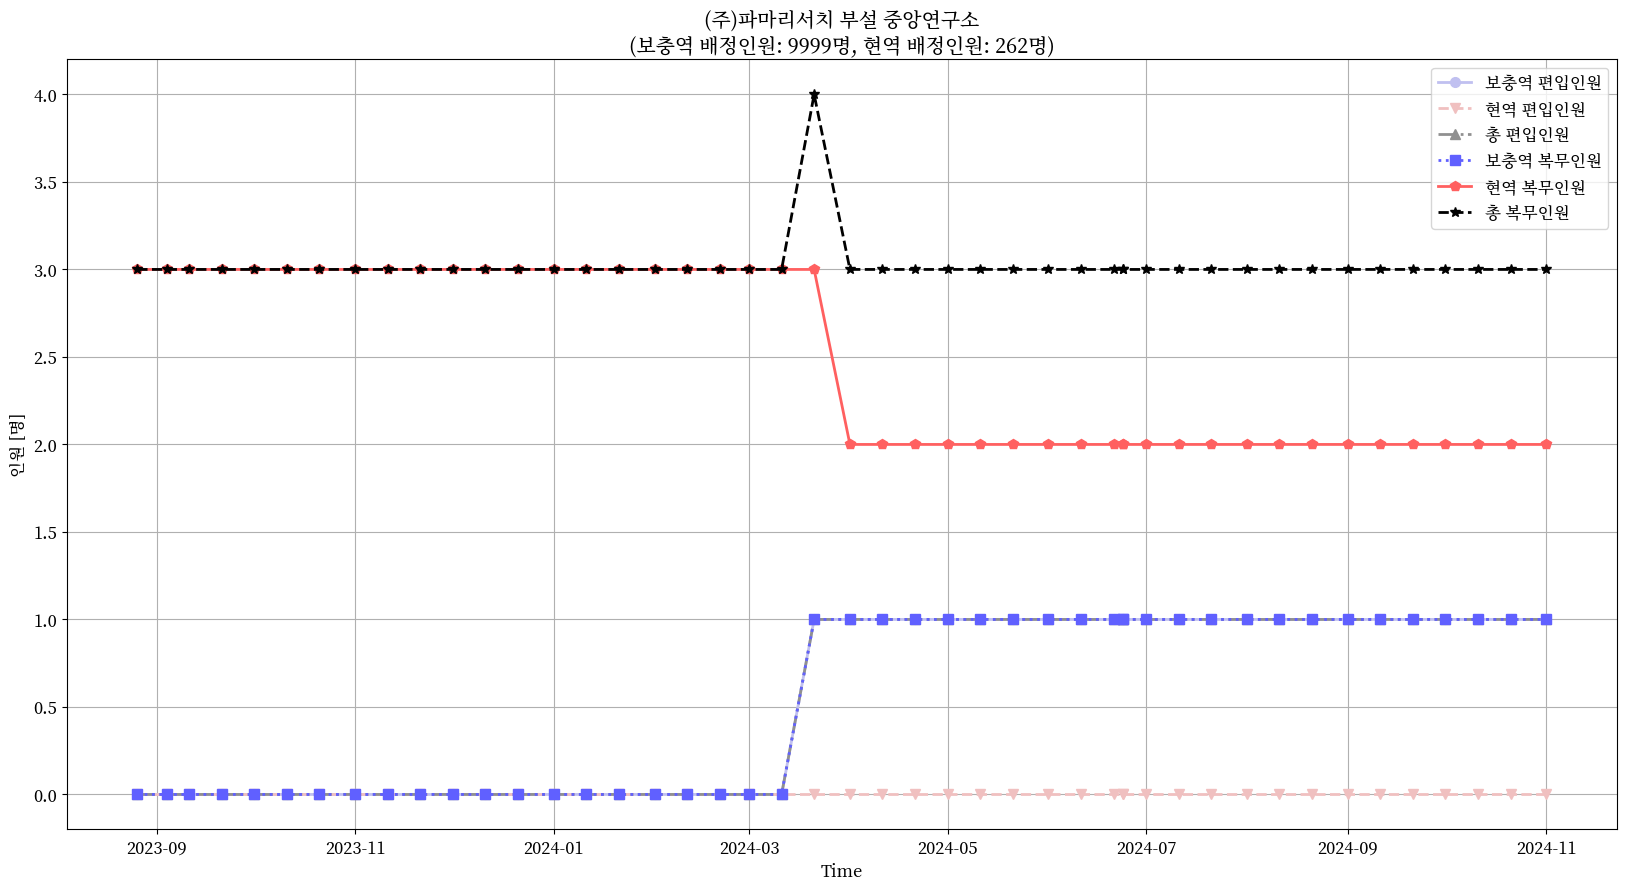 (주)파마리서치 부설 중앙연구소
(보충역 배정인원: 9999명, 현역 배정인원: 262명)
보충역 편입인원
현역 편입인원
총 편입인원
보충역 복무인원
현역 복무인원
총 복무인원
인원 [명]
4.0
3.5
3.0
2.5
2.0
1.5
1.0
0.5
0.0
2023-09
2023-11
2024-01
2024-03
2024-05
2024-07
2024-09
2024-11
Time